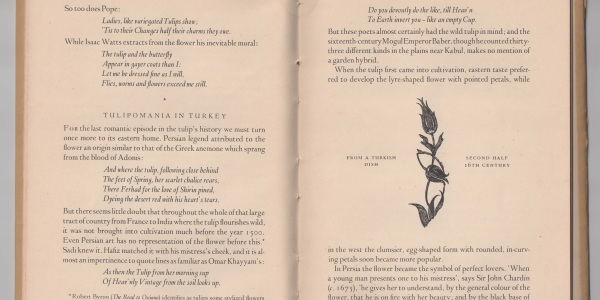 So too does Pope:
Ladies, like variegated Tulips show;
'Tis to their Changes half their charms they owe.
While Isaac Watts extracts from the flower his inevitable moral:
The tulip and the butterfly
Appear in gayer coats than I:
Let me be dressed fine as I will,
Flies, worms and flowers exceed me still.
TULIPOMANIA IN TURKEY
For the last romantic episode in the tulip's history we must turn
once more to its eastern home. Persian legend attributed to the
flower an origin similar to that of the Greek anemone which sprang
from the blood of Adonis:
And where the tulip, following close behind
The feet of Spring, her scarlet chalice rears,
There Ferhad for the love of Shirin pined,
Dyeing the desert red with his heart's tears.
But there seems little doubt that throughout the whole of that large
tract of country from France to India where the tulip flourishes wild,
it was not brought into cultivation much before the year 1500.
Even Persian art has no representation of the flower before this.*
Sadi knew it. Hafiz matched it with his mistress's cheek, and it is al-
most an impertinence to quote lines as familiar as Omar Khayyam's:
As then the Tulip from her morning sup
Of Heav'nly Vintage from the soil looks up,
* Robert Byron (The Road to Oxiana) identifies as tulips some stylized flowers
Do you devoutly do the like, till Heav'n
To Earth invert you – like an empty Cup.
But these poets almost certainly had the wild tulip in mind; and the
sixteenth-century Mogul Emperor Baber, though he counted thirty-
three different kinds in the plains near Kabul, makes no mention of
a garden hybrid.
When the tulip first came into cultivation, eastern taste prefer-
red to develop the lyre-shaped flower with pointed petals, while
FROM A TURKISH
DISH
SECOND HALF
16TH CENTURY
in the west the clumsier, egg-shaped form with rounded, in-curv-
ing petals soon became more popular.
In Persia the flower became the symbol of perfect lovers. 'When
a young man presents one to his mistress', says Sir John Chardin
(c. 1675), 'he gives her to understand, by the general colour of the
flower, that he is on fire with her beauty; and by the black base of